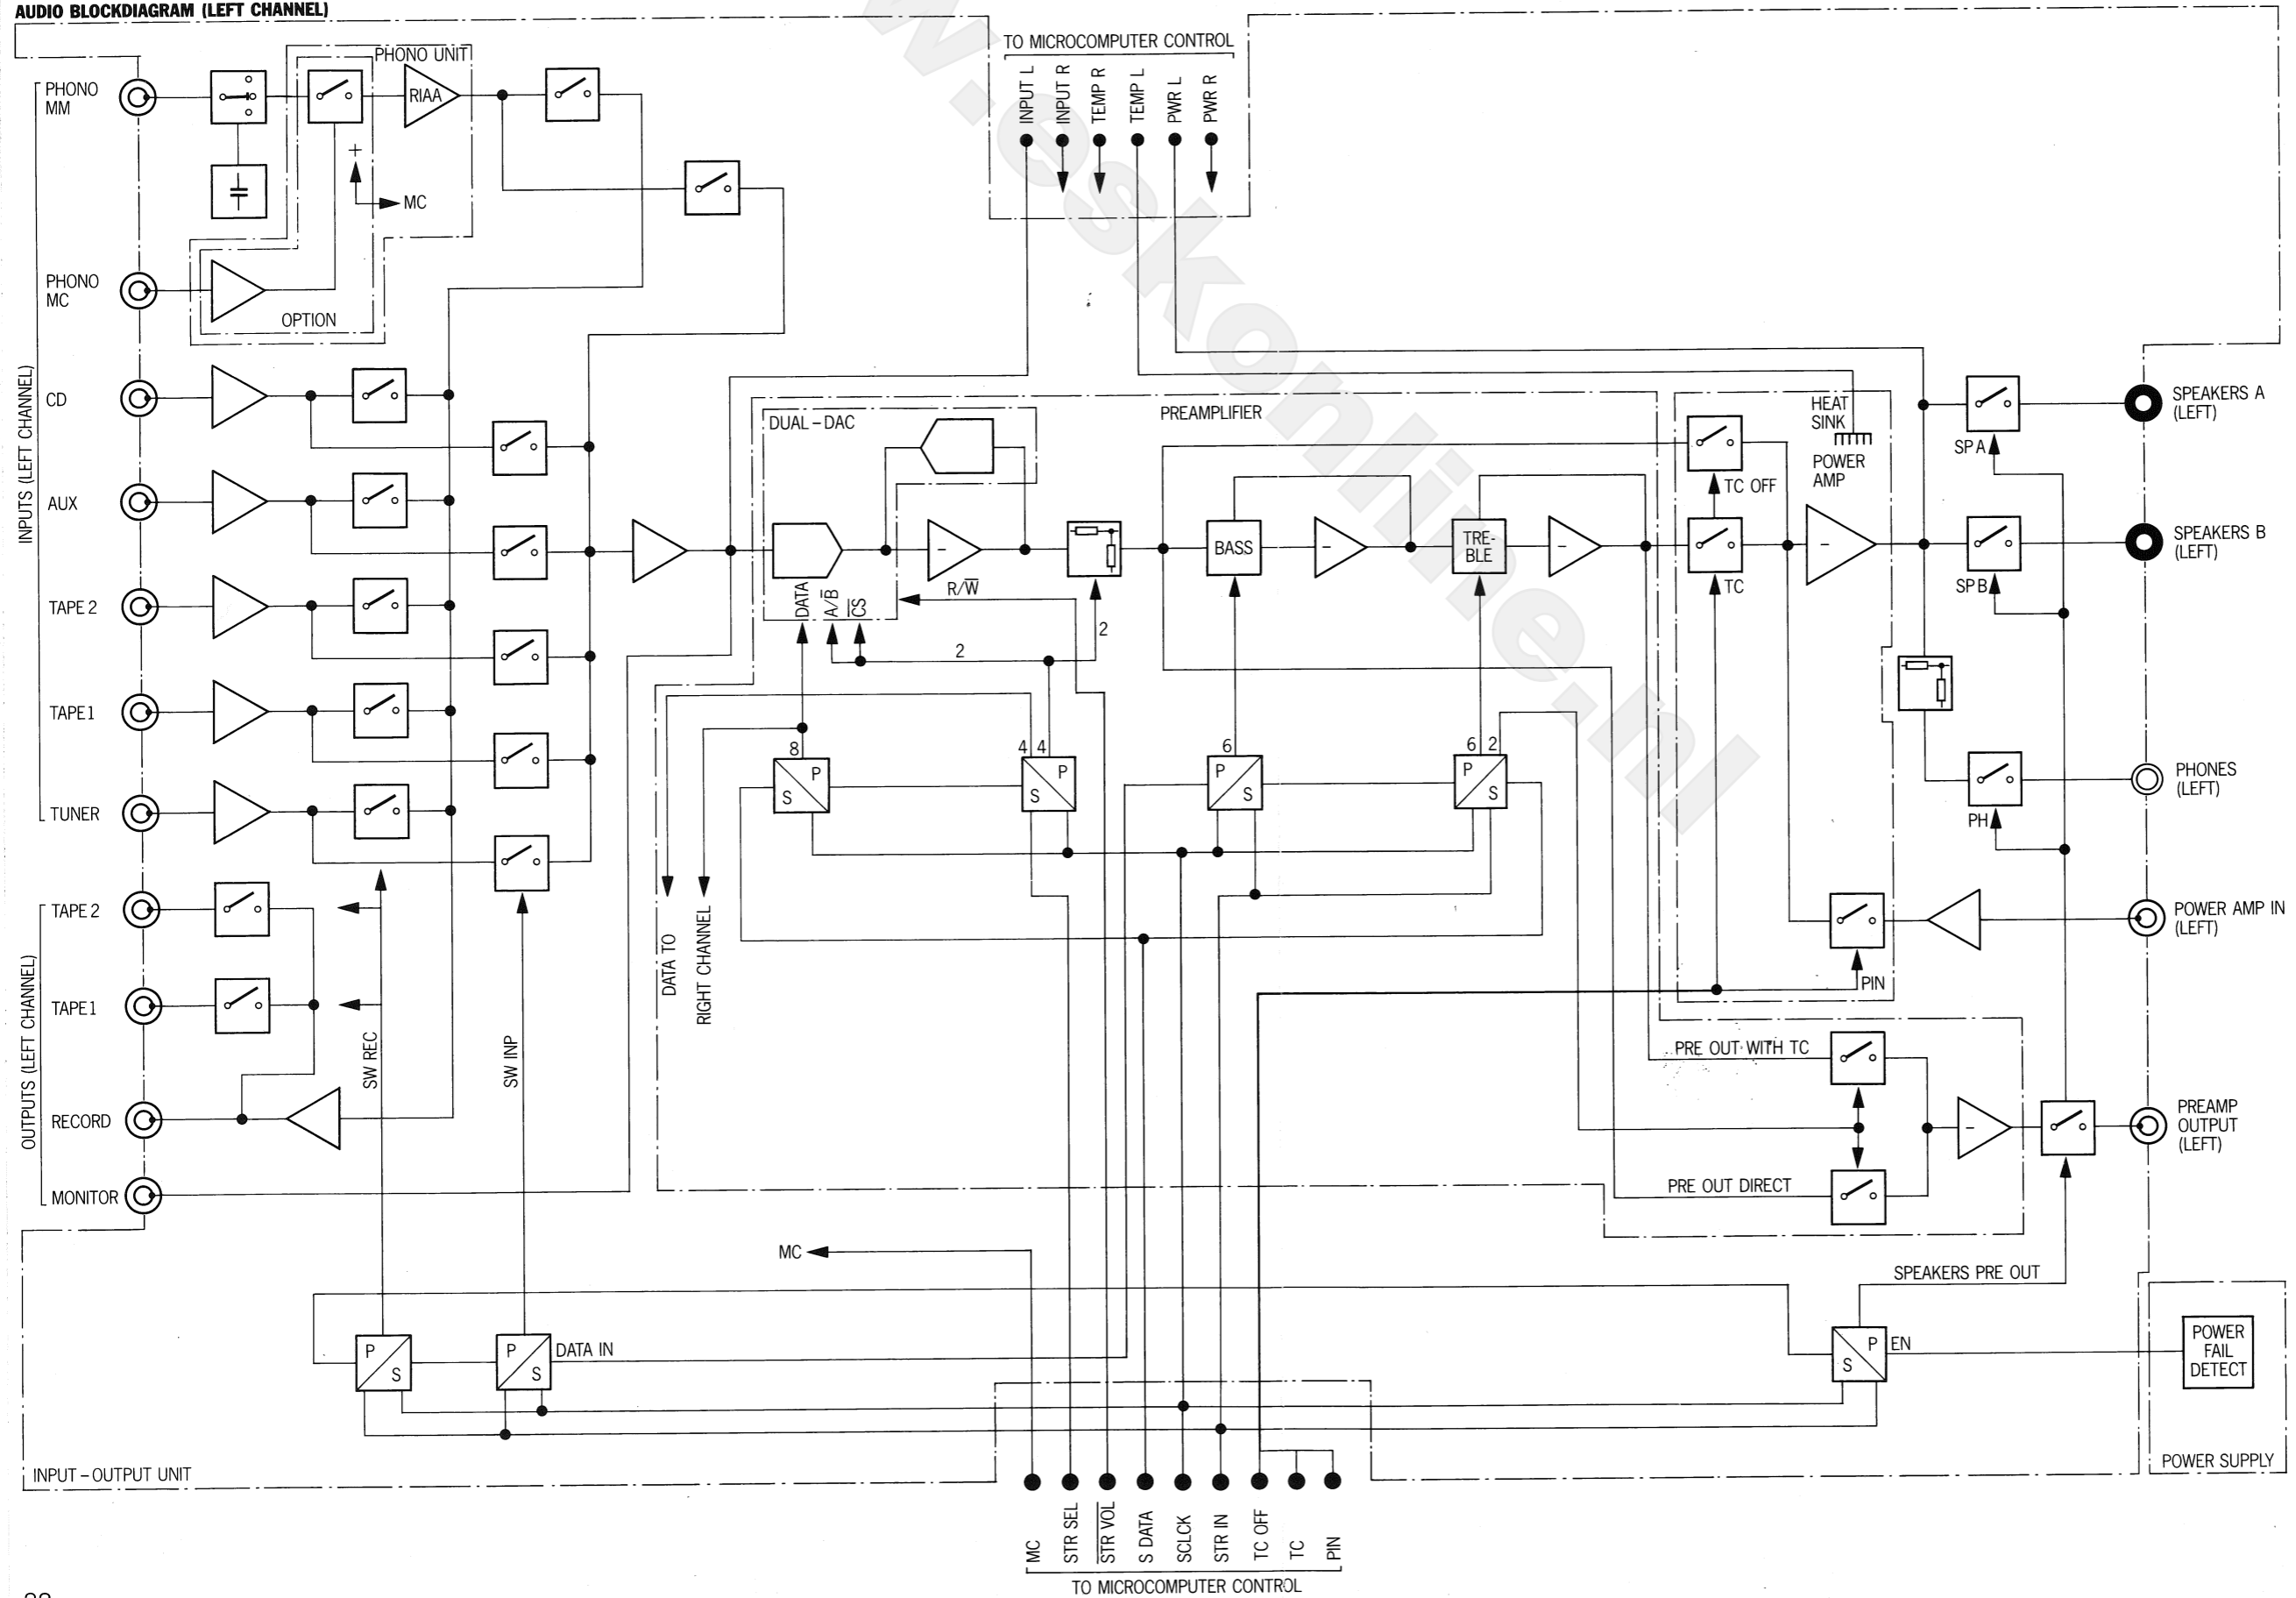 AUDIO BLOCKDIAGRAM (LEFT CHANNEL)
TO MICROCOMPUTER CONTROL
INPUT L
INPUT R
TEMP R
TEMP L
PWR L
PWR R
PHONO UNIT
PHONO
MM
RIAA
+
MC
PHONO
MC
OPTION
INPUTS (LEFT CHANNEL)
CD
AUX
TAPE 2
TAPE 1
TUNER
OUTPUTS (LEFT CHANNEL)
TAPE 2
TAPE 1
RECORD
MONITOR
SW REC
SW INP
DUAL-DAC
PREAMPLIFIER
DATA
A/B
CS
R/W
2
2
-
BASS
-
TRE-
BLE
-
TC OFF
TC
HEAT
SINK
POWER
AMP
-
SP A
SP B
PH
SPEAKERS A
(LEFT)
SPEAKERS B
(LEFT)
PHONES
(LEFT)
POWER AMP IN
(LEFT)
PREAMP
OUTPUT
(LEFT)
8
P
S
4 4
P
S
6
P
S
6 2
P
S
DATA TO
RIGHT CHANNEL
PIN
PRE OUT WITH TC
-
PRE OUT DIRECT
MC
SPEAKERS PRE OUT
P
S
P
S
DATA IN
P
S
EN
POWER
FAIL
DETECT
POWER SUPPLY
INPUT-OUTPUT UNIT
MC
STR SEL
STR VOL
S DATA
SCLCK
STR IN
TC OFF
TC
PIN
TO MICROCOMPUTER CONTROL
w.eskonline.nl